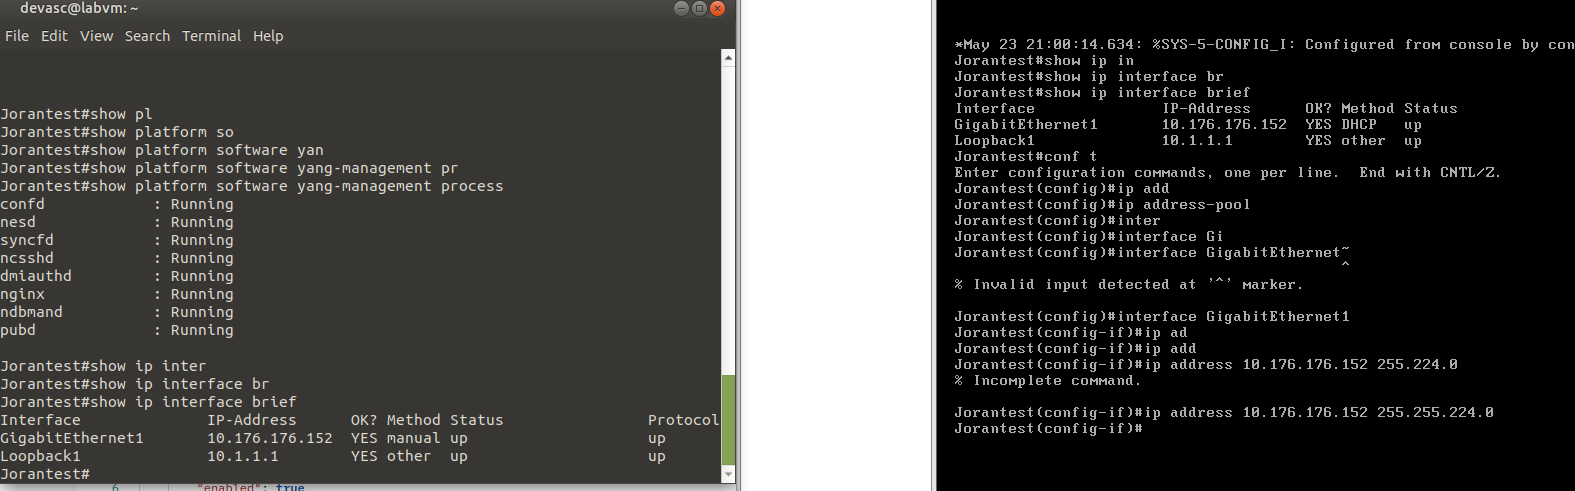 devasc@labvm: ~
File Edit View Search Terminal Help
Jorantest#show pl
Jorantest#show platform so
Jorantest#show platform software yan
Jorantest#show platform software yang-management pr
Jorantest#show platform software yang-management process
confd            : Running
nesd             : Running
syncfd           : Running
ncsshd           : Running
dmiauthd         : Running
nginx            : Running
ndbmand          : Running
pubd             : Running
Jorantest#show ip inter
Jorantest#show ip interface br
Jorantest#show ip interface brief
Interface              IP-Address      OK? Method Status                Protocol
GigabitEthernet1       10.176.176.152  YES manual up                    up
Loopback1              10.1.1.1        YES other  up                    up
Jorantest#
6 "enabled": true
*May 23 21:00:14.634: %SYS-5-CONFIG_I: Configured from console by con
Jorantest#show ip in
Jorantest#show ip interface br
Jorantest#show ip interface brief
Interface              IP-Address      OK? Method Status
GigabitEthernet1       10.176.176.152  YES DHCP   up
Loopback1              10.1.1.1        YES other  up
Jorantest#conf t
Enter configuration commands, one per line.  End with CNTL/Z.
Jorantest(config)#ip add
Jorantest(config)#ip address-pool
Jorantest(config)#inter
Jorantest(config)#interface Gi
Jorantest(config)#interface GigabitEthernet~
^
% Invalid input detected at '^' marker.
Jorantest(config)#interface GigabitEthernet1
Jorantest(config-if)#ip ad
Jorantest(config-if)#ip add
Jorantest(config-if)#ip address 10.176.176.152 255.224.0
% Incomplete command.
Jorantest(config-if)#ip address 10.176.176.152 255.255.224.0
Jorantest(config-if)#